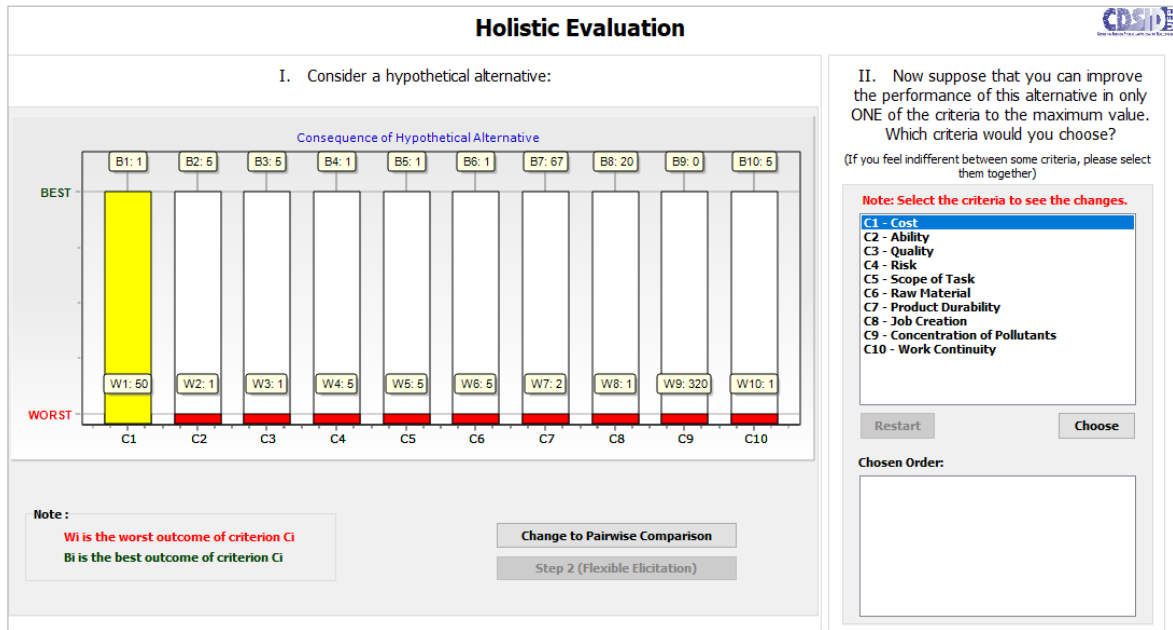 Holistic Evaluation
CDSID
I. Consider a hypothetical alternative:
Consequence of Hypothetical Alternative
B1: 1 B2: 5 B3: 5 B4: 1 B5: 1 B6: 1 B7: 67 B8: 20 B9: 0 B10: 5
BEST
W1: 50 W2: 1 W3: 1 W4: 5 W5: 5 W6: 5 W7: 2 W8: 1 W9: 320 W10: 1
WORST
C1 C2 C3 C4 C5 C6 C7 C8 C9 C10
Note :
Wi is the worst outcome of criterion Ci
Bi is the best outcome of criterion Ci
Change to Pairwise Comparison
Step 2 (Flexible Elicitation)
II. Now suppose that you can improve
the performance of this alternative in only
ONE of the criteria to the maximum value.
Which criteria would you choose?
(If you feel indifferent between some criteria, please select
them together)
Note: Select the criteria to see the changes.
C1 - Cost
C2 - Ability
C3 - Quality
C4 - Risk
C5 - Scope of Task
C6 - Raw Material
C7 - Product Durability
C8 - Job Creation
C9 - Concentration of Pollutants
C10 - Work Continuity
Restart Choose
Chosen Order: